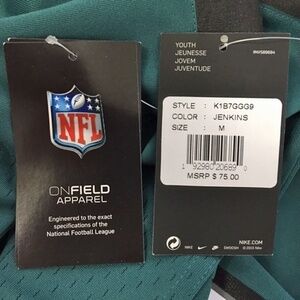 NFL
ONFIELD
APPAREL
Engineered to the exact
specifications of the
National Football League
YOUTH
JEUNESSE
JOVEM
JUVENTUDE
STYLE : K1B7GGG9
COLOR : JENKINS
SIZE : M
MSRP $ 75.00
NIKE.COM